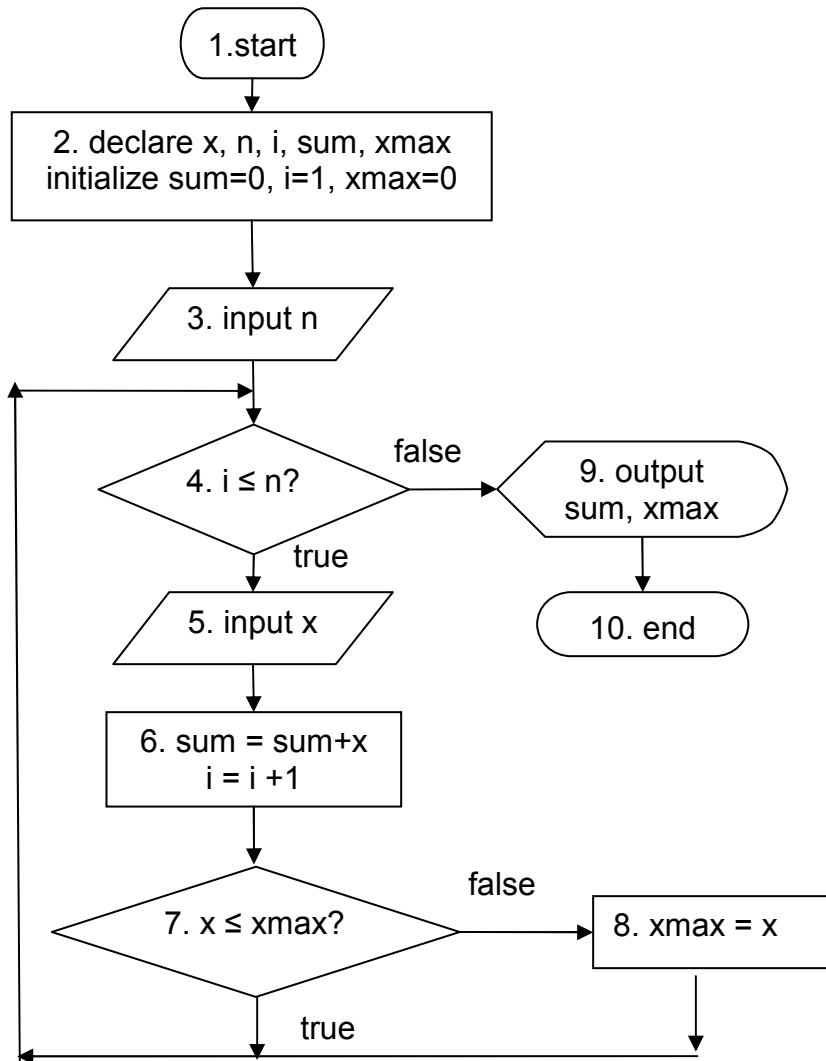 1.start
2. declare x, n, i, sum, xmax
initialize sum=0, i=1, xmax=0
3. input n
4. i ≤ n?
false
9. output
sum, xmax
true
10. end
5. input x
6. sum = sum+x
i = i +1
7. x ≤ xmax?
false
8. xmax = x
true